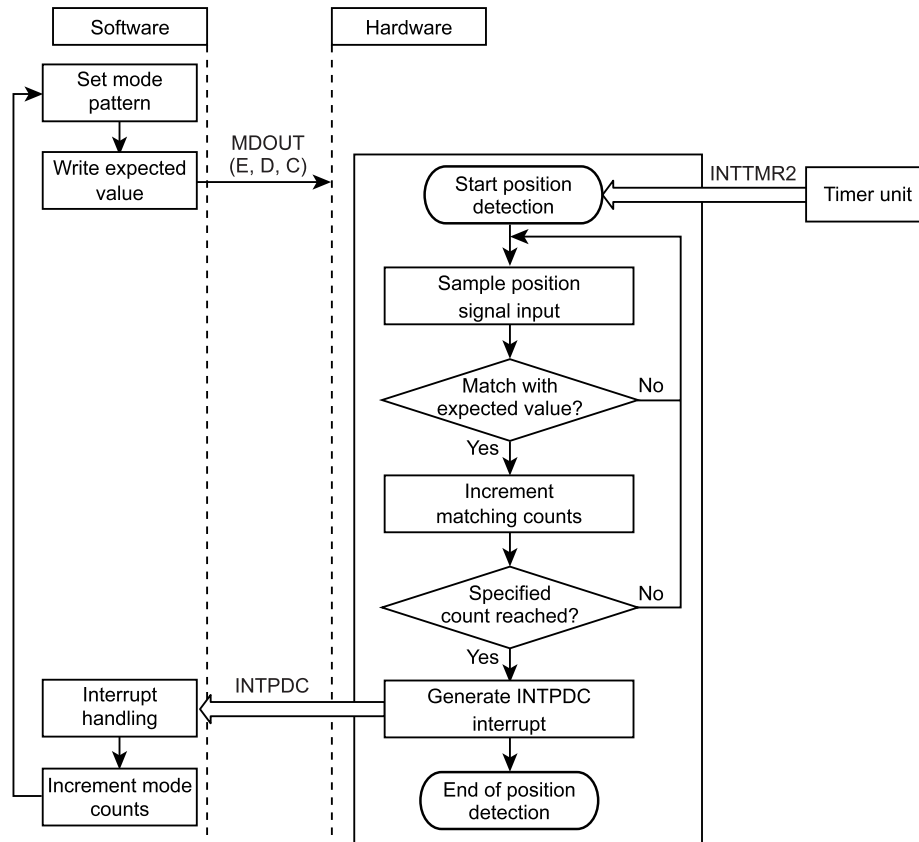 Software
Hardware
Set mode
pattern
Write expected
value
MDOUT
(E, D, C)
Start position
detection
INTTMR2
Timer unit
Sample position
signal input
Match with
expected value?
No
Yes
Increment
matching counts
Specified
count reached?
No
Yes
Generate INTPDC
interrupt
INTPDC
Interrupt
handling
Increment mode
counts
End of position
detection